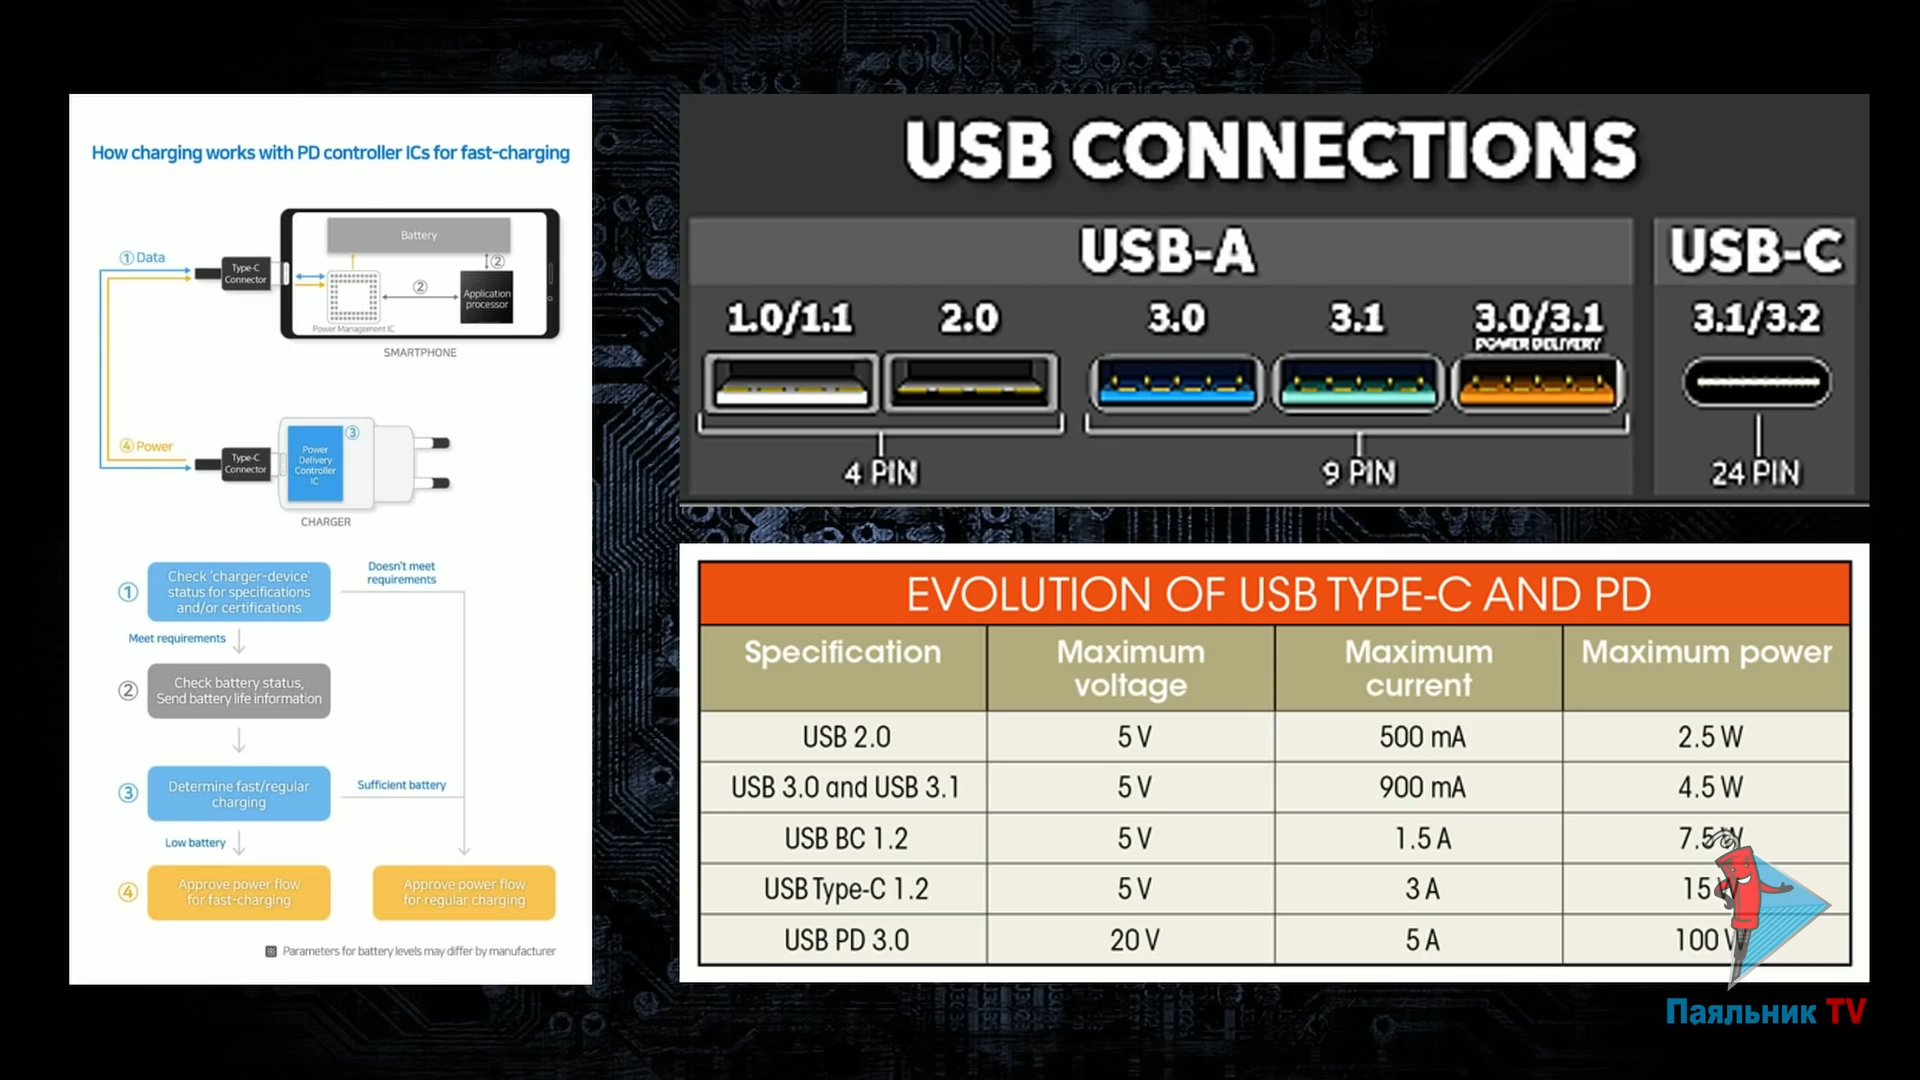 How charging works with PD controller ICs for fast-charging
Battery
① Data
Type-C
Connector
②
②
Application
processor
Power Management IC
SMARTPHONE
④ Power
Type-C
Connector
Power
Delivery
Controller
IC
③
CHARGER
①
Check 'charger-device'
status for specifications
and/or certifications
Doesn't meet
requirements
Meet requirements
②
Check battery status,
Send battery life information
③
Determine fast/regular
charging
Sufficient battery
Low battery
④
Approve power flow
for fast-charging
Approve power flow
for regular charging
Parameters for battery levels may differ by manufacturer
USB CONNECTIONS
USB-A
USB-C
1.0/1.1 2.0 3.0 3.1 3.0/3.1 3.1/3.2
POWER DELIVERY
4 PIN 9 PIN 24 PIN
EVOLUTION OF USB TYPE-C AND PD
Specification Maximum voltage Maximum current Maximum power
USB 2.0 5 V 500 mA 2.5 W
USB 3.0 and USB 3.1 5 V 900 mA 4.5 W
USB BC 1.2 5 V 1.5 A 7.5 W
USB Type-C 1.2 5 V 3 A 15 W
USB PD 3.0 20 V 5 A 100 W
Паяльник TV